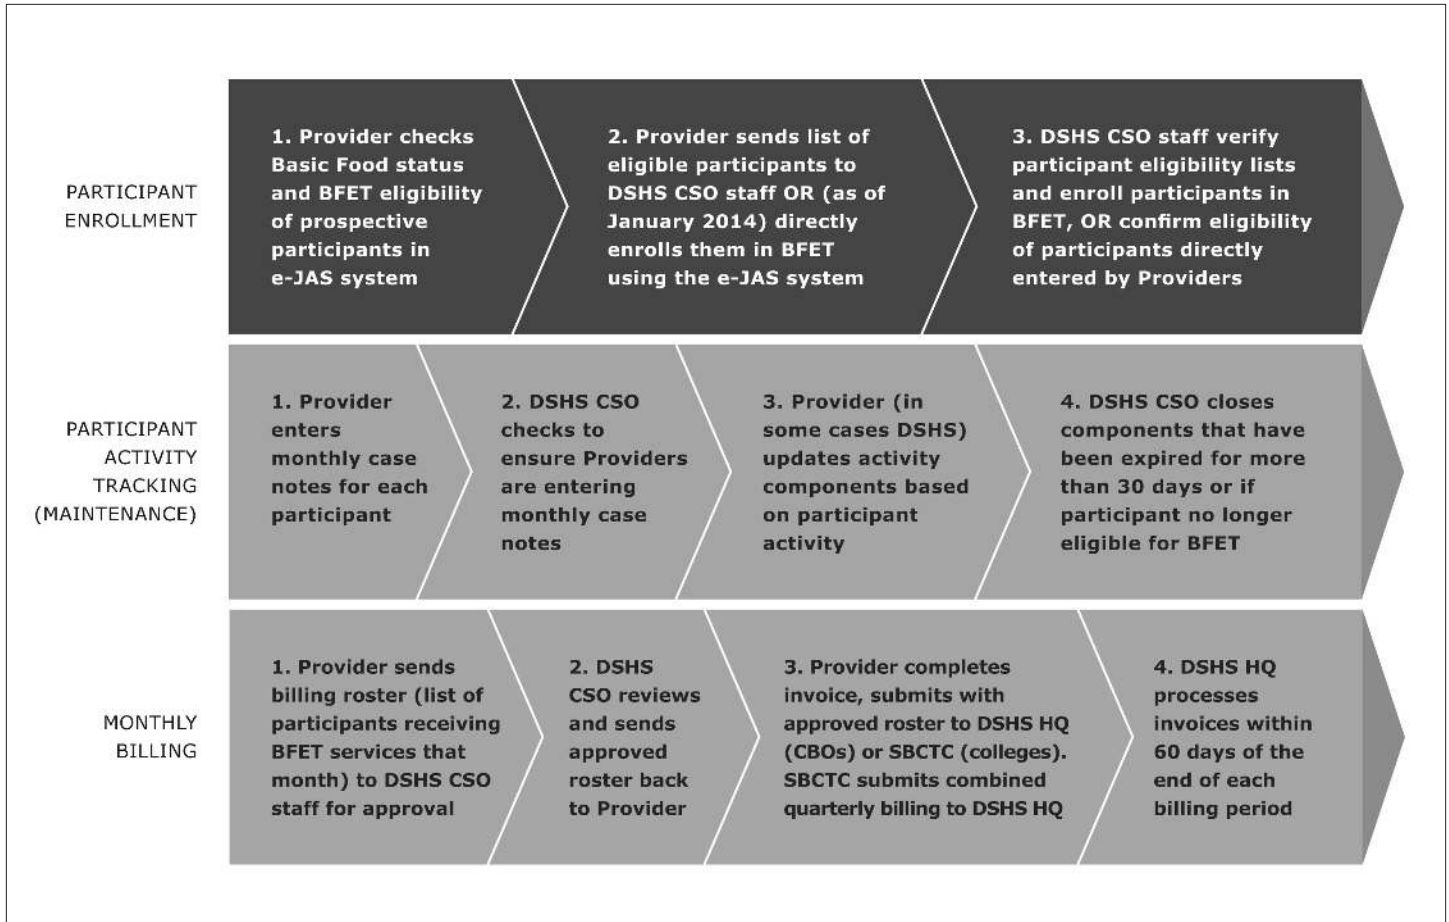 PARTICIPANT
ENROLLMENT
1. Provider checks
Basic Food status
and BFET eligibility
of prospective
participants in
e-JAS system
2. Provider sends list of
eligible participants to
DSHS CSO staff OR (as of
January 2014) directly
enrolls them in BFET
using the e-JAS system
3. DSHS CSO staff verify
participant eligibility lists
and enroll participants in
BFET, OR confirm eligibility
of participants directly
entered by Providers
PARTICIPANT
ACTIVITY
TRACKING
(MAINTENANCE)
1. Provider
enters
monthly case
notes for each
participant
2. DSHS CSO
checks to
ensure Providers
are entering
monthly case
notes
3. Provider (in
some cases DSHS)
updates activity
components based
on participant
activity
4. DSHS CSO closes
components that have
been expired for more
than 30 days or if
participant no longer
eligible for BFET
MONTHLY
BILLING
1. Provider sends
billing roster (list of
participants receiving
BFET services that
month) to DSHS CSO
staff for approval
2. DSHS
CSO reviews
and sends
approved
roster back
to Provider
3. Provider completes
invoice, submits with
approved roster to DSHS HQ
(CBOs) or SBCTC (colleges).
SBCTC submits combined
quarterly billing to DSHS HQ
4. DSHS HQ
processes
invoices within
60 days of the
end of each
billing period